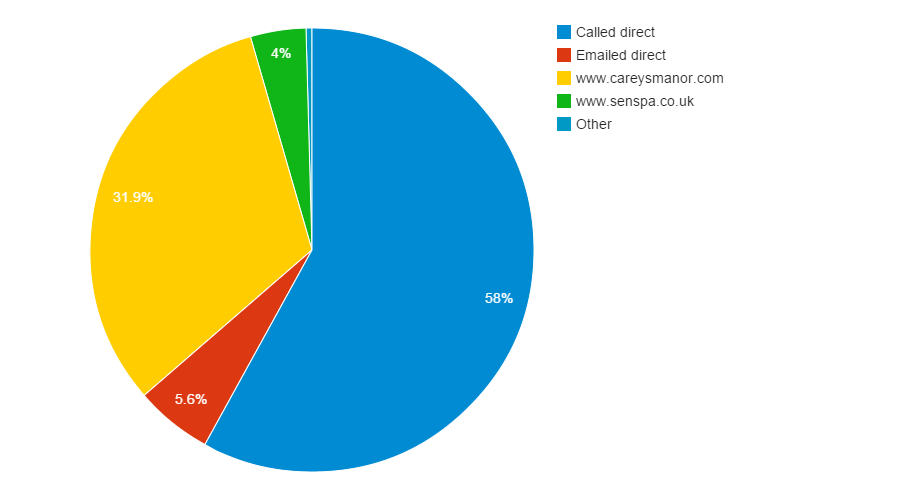 Called direct
Emailed direct
www.careysmanor.com
www.senspa.co.uk
Other
4%
31.9%
58%
5.6%